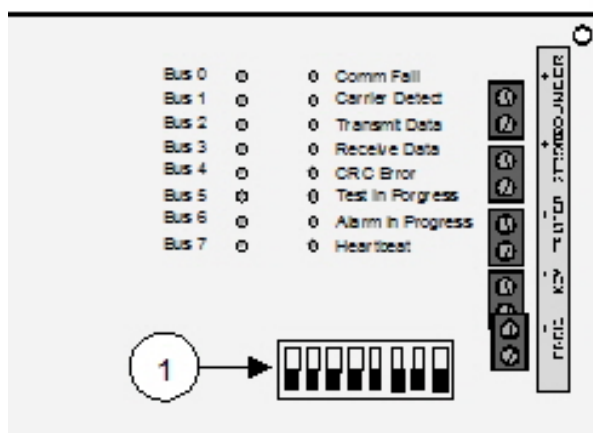 Bus 0 Comm Fail
Bus 1 Carrier Detect
Bus 2 Transmit Data
Bus 3 Receive Data
Bus 4 CRC Error
Bus 5 Test in Porgress
Bus 6 Alarm in Progress
Bus 7 Heartbeat
KEY
1